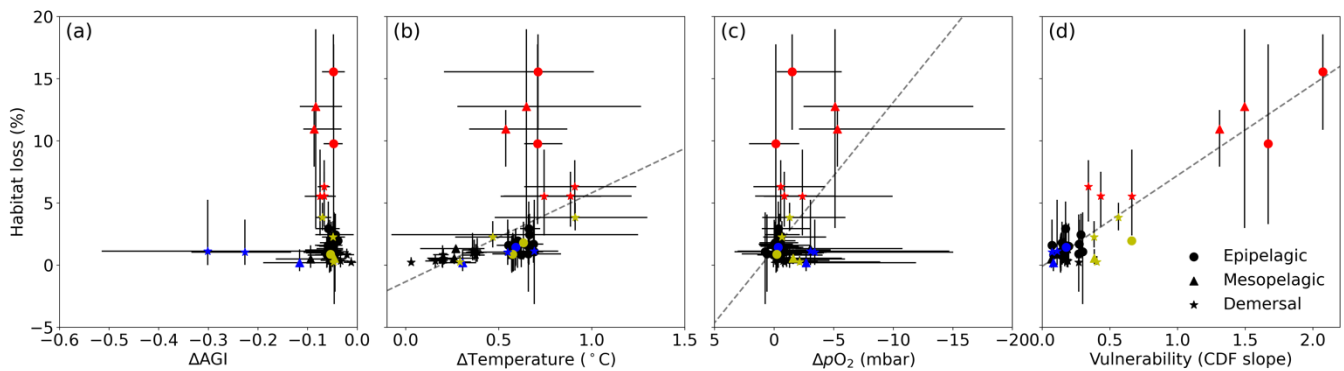 (a) (b) (c) (d)
Habitat loss (%)
20
15
10
5
0
−5
−0.6 −0.5 −0.4 −0.3 −0.2 −0.1 0.0
ΔAGI
0.0 0.5 1.0 1.5
ΔTemperature (°C)
5 0 −5 −10 −15 −20
ΔpO₂ (mbar)
0.0 0.5 1.0 1.5 2.0
Vulnerability (CDF slope)
Epipelagic
Mesopelagic
Demersal